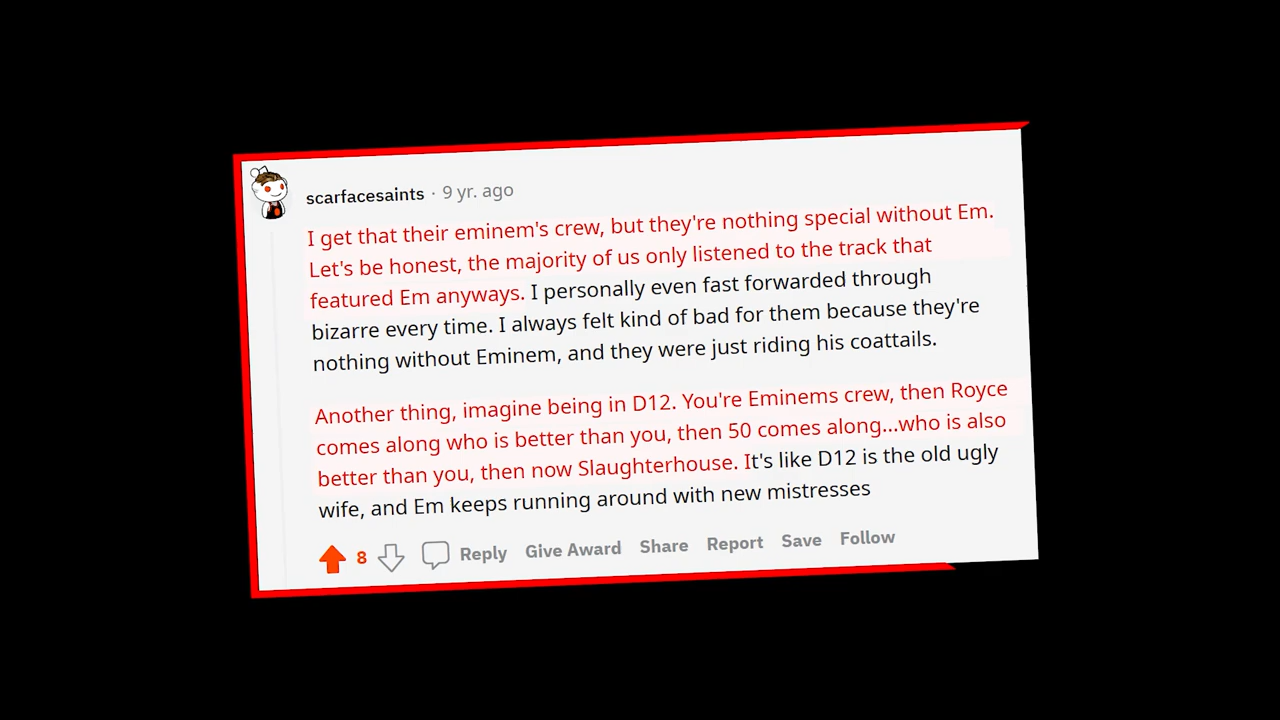 scarfacesaints · 9 yr. ago
I get that their eminem's crew, but they're nothing special without Em.
Let's be honest, the majority of us only listened to the track that
featured Em anyways. I personally even fast forwarded through
bizarre every time. I always felt kind of bad for them because they're
nothing without Eminem, and they were just riding his coattails.
Another thing, imagine being in D12. You're Eminems crew, then Royce
comes along who is better than you, then 50 comes along...who is also
better than you, then now Slaughterhouse. It's like D12 is the old ugly
wife, and Em keeps running around with new mistresses
8 Reply Give Award Share Report Save Follow